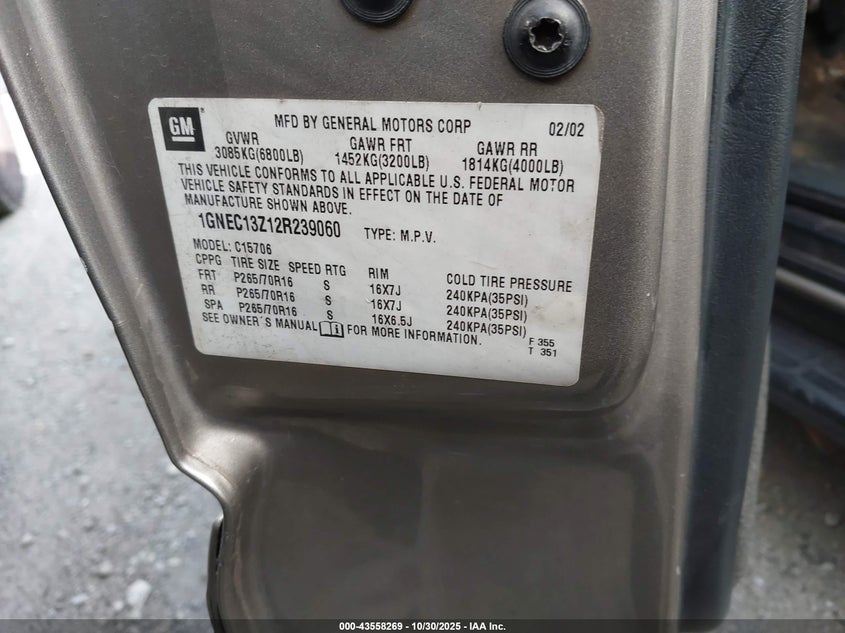 GM
MFD BY GENERAL MOTORS CORP 02/02
GVWR GAWR FRT GAWR RR
3085KG(6800LB) 1452KG(3200LB) 1814KG(4000LB)
THIS VEHICLE CONFORMS TO ALL APPLICABLE U.S. FEDERAL MOTOR
VEHICLE SAFETY STANDARDS IN EFFECT ON THE DATE OF
MANUFACTURE SHOWN ABOVE.
1GNEC13Z12R239060 TYPE: M.P.V.
MODEL: C15706
CPPG TIRE SIZE SPEED RTG RIM COLD TIRE PRESSURE
FRT P265/70R16 S 16X7J 240KPA(35PSI)
RR P265/70R16 S 16X7J 240KPA(35PSI)
SPA P265/70R16 S 16X6.5J 240KPA(35PSI)
SEE OWNER'S MANUAL FOR MORE INFORMATION.
F 355
T 351
000-43558269 • 10/30/2025 • IAA Inc.